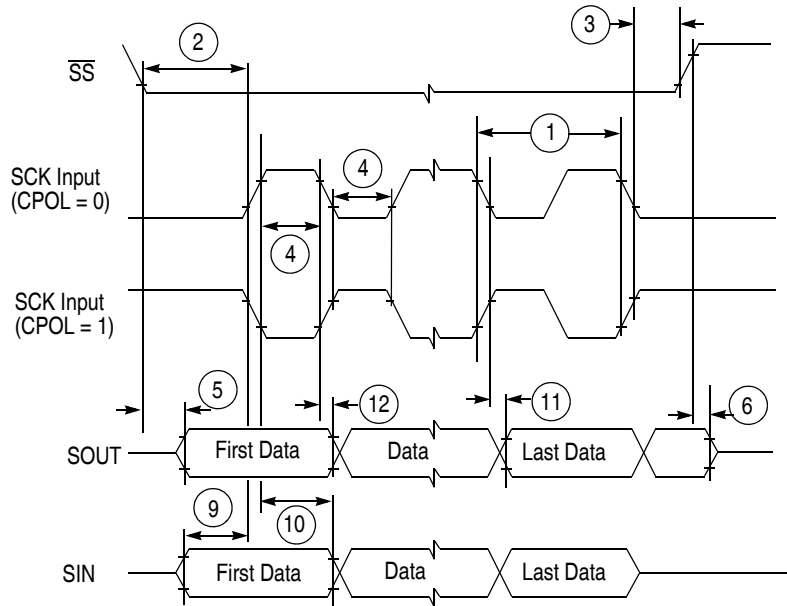 2
3
SS
1
SCK Input
(CPOL = 0)
4
4
SCK Input
(CPOL = 1)
5
12
11
6
SOUT
First Data
Data
Last Data
9
10
SIN
First Data
Data
Last Data